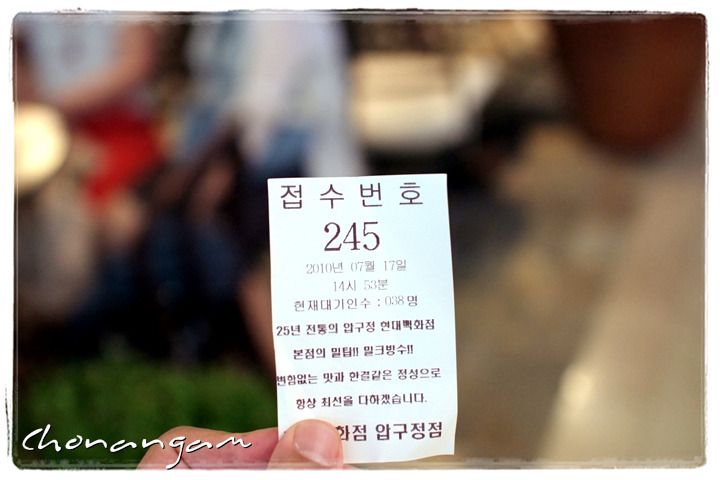 접수번호
245
2010년 07월 17일
14시 53분
현재대기인수 : 038명
25년 전통의 압구정 현대백화점
본점의 밀탑!! 밀크빙수!!
변함없는 맛과 한결같은 정성으로
항상 최선을 다하겠습니다.
화점 압구정점
Chonangam